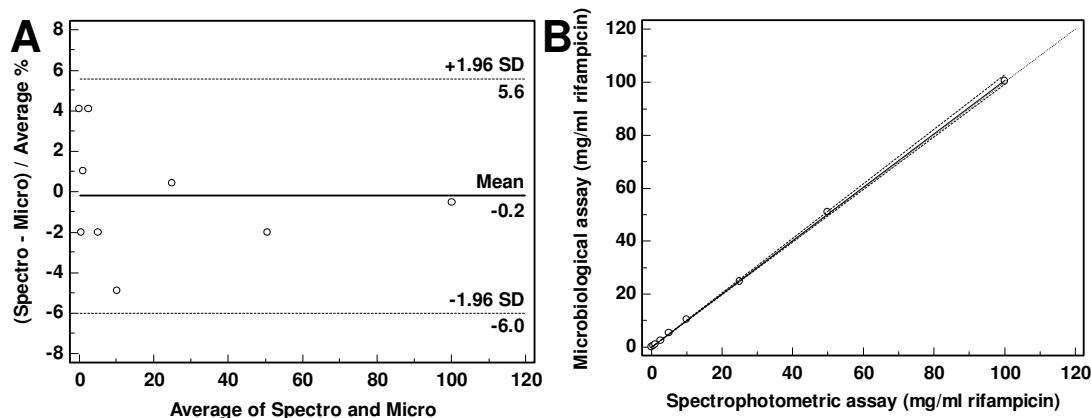 A
(Spectro - Micro) / Average %
8
6
4
2
0
-2
-4
-6
-8
+1.96 SD
5.6
Mean
-0.2
-1.96 SD
-6.0
0 20 40 60 80 100 120
Average of Spectro and Micro
B
Microbiological assay (mg/ml rifampicin)
120
100
80
60
40
20
0
0 20 40 60 80 100 120
Spectrophotometric assay (mg/ml rifampicin)